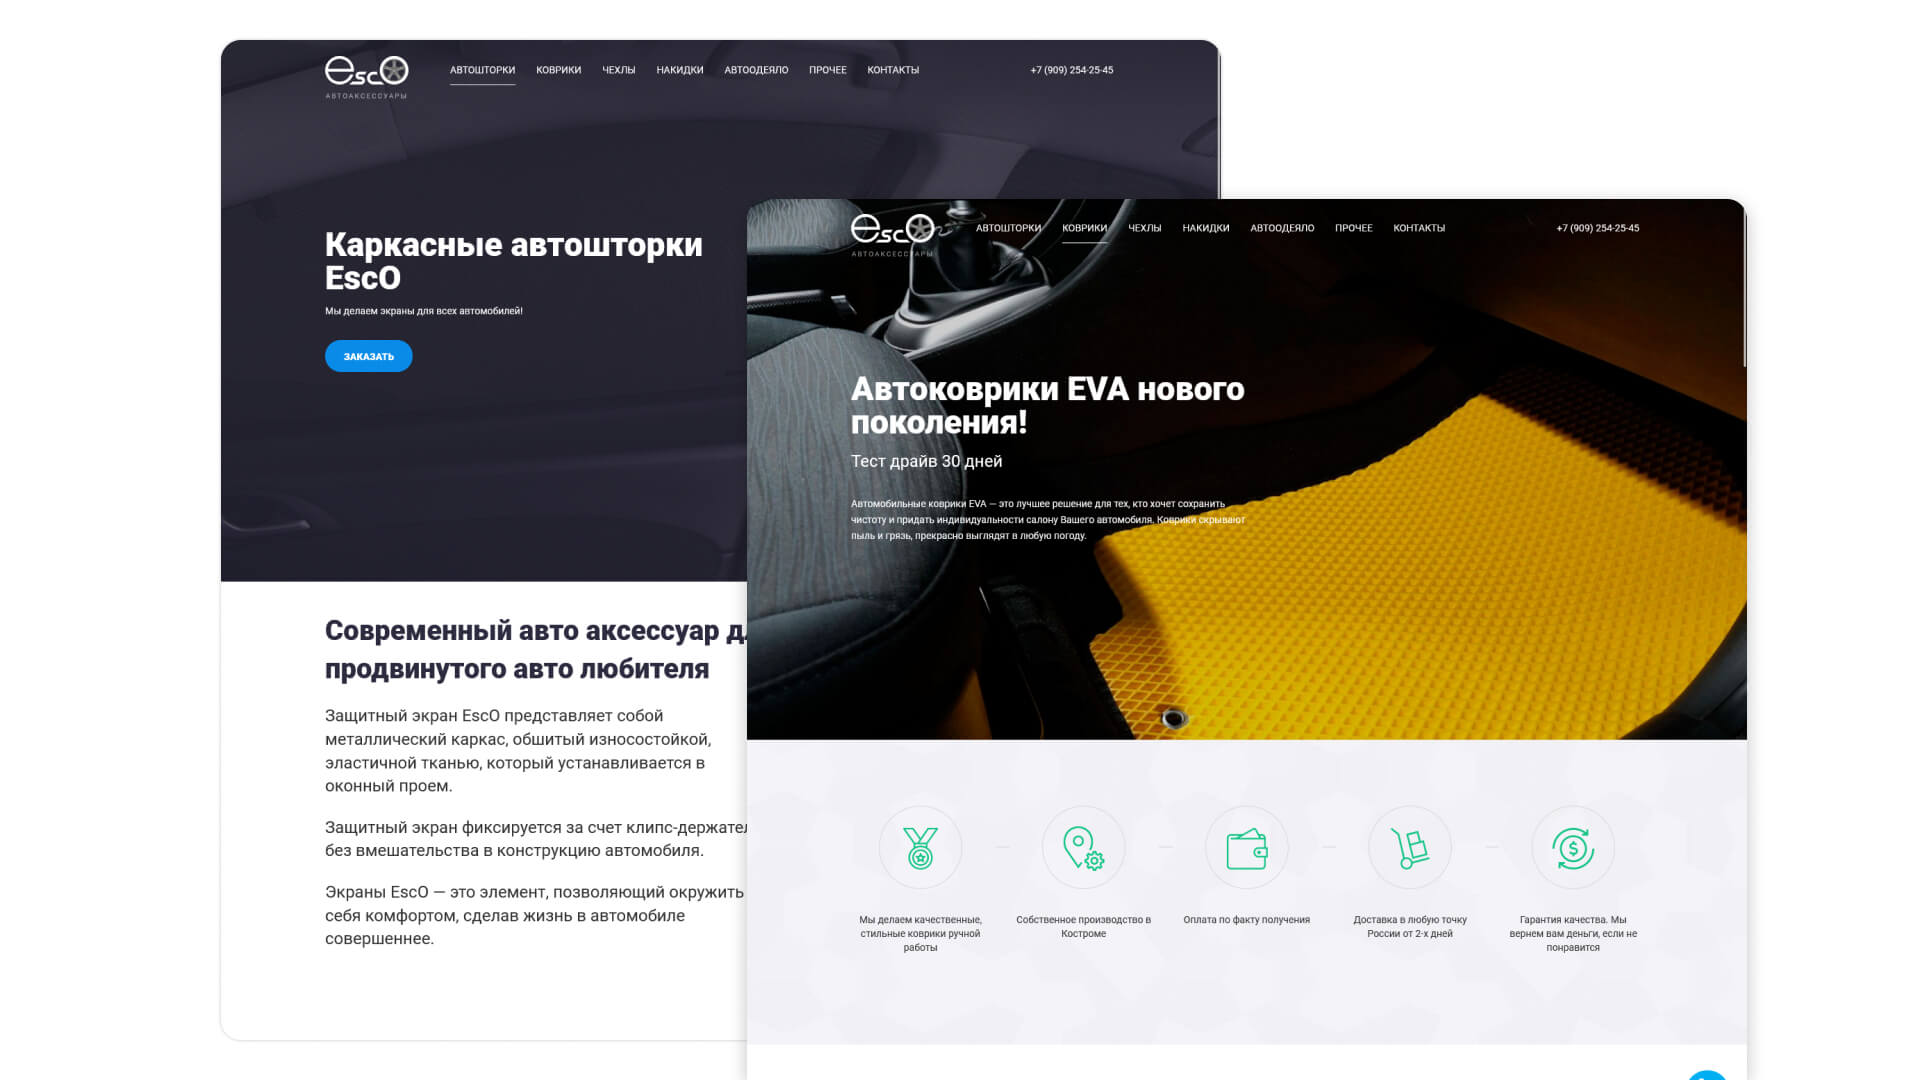 EscO
АВТОАКСЕССУАРЫ
АВТОШТОРКИ КОВРИКИ ЧЕХЛЫ НАКИДКИ АВТООДЕЯЛО ПРОЧЕЕ КОНТАКТЫ +7 (909) 254-25-45
Каркасные автошторки
EscO
Мы делаем экраны для всех автомобилей!
ЗАКАЗАТЬ
Современный авто аксессуар
продвинутого авто любителя
Защитный экран EscO представляет собой
металлический каркас, обшитый износостойкой,
эластичной тканью, который устанавливается в
оконный проем.
Защитный экран фиксируется за счет
клипс-держател
без вмешательства в конструкцию автомобиля.
Экраны EscO — это элемент, позволяющий окружить
себя комфортом, сделав жизнь в автомобиле
совершеннее.
EscO
АВТОАКСЕССУАРЫ
АВТОШТОРКИ КОВРИКИ ЧЕХЛЫ НАКИДКИ АВТООДЕЯЛО ПРОЧЕЕ КОНТАКТЫ +7 (909) 254-25-45
Автоковрики EVA нового
поколения!
Тест драйв 30 дней
Автомобильные коврики EVA — это лучшее решение для тех, кто хочет сохранить
чистоту и придать индивидуальности салону Вашего автомобиля. Коврики скрывают
пыль и грязь, прекрасно выглядят в любую погоду.
Мы делаем качественные,
стильные коврики ручной
работы
Собственное производство в
Костроме
Оплата по факту получения
Доставка в любую точку
России от 2-х дней
Гарантия качества. Мы
вернем вам деньги, если не
понравится